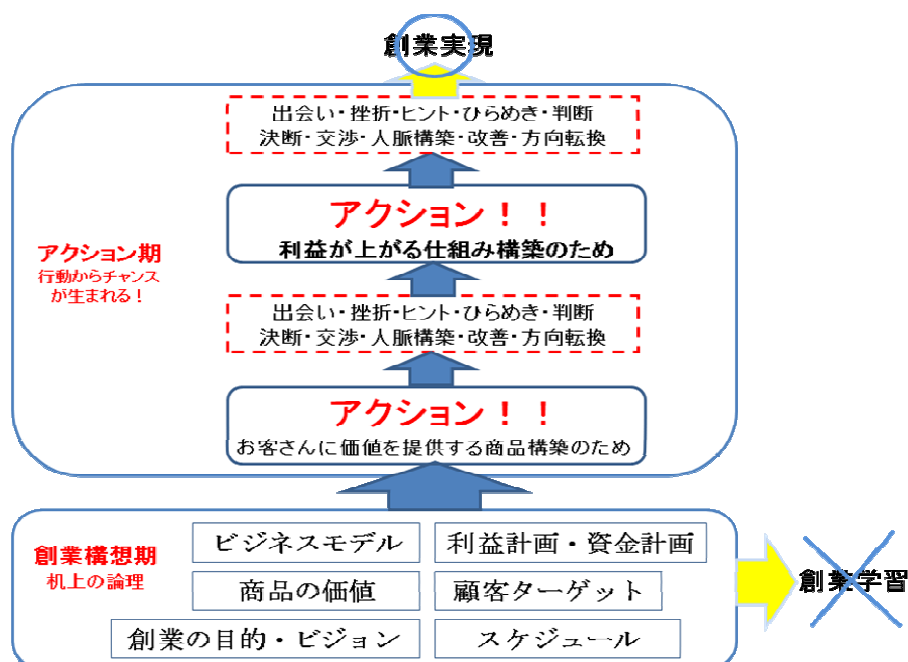 創業実現
出会い・挫折・ヒント・ひらめき・判断
決断・交渉・人脈構築・改善・方向転換
アクション！！
利益が上がる仕組み構築のため
アクション期
行動からチャンス
が生まれる！
出会い・挫折・ヒント・ひらめき・判断
決断・交渉・人脈構築・改善・方向転換
アクション！！
お客さんに価値を提供する商品構築のため
創業構想期
机上の論理
ビジネスモデル
利益計画・資金計画
商品の価値
顧客ターゲット
創業の目的・ビジョン
スケジュール
創業学習